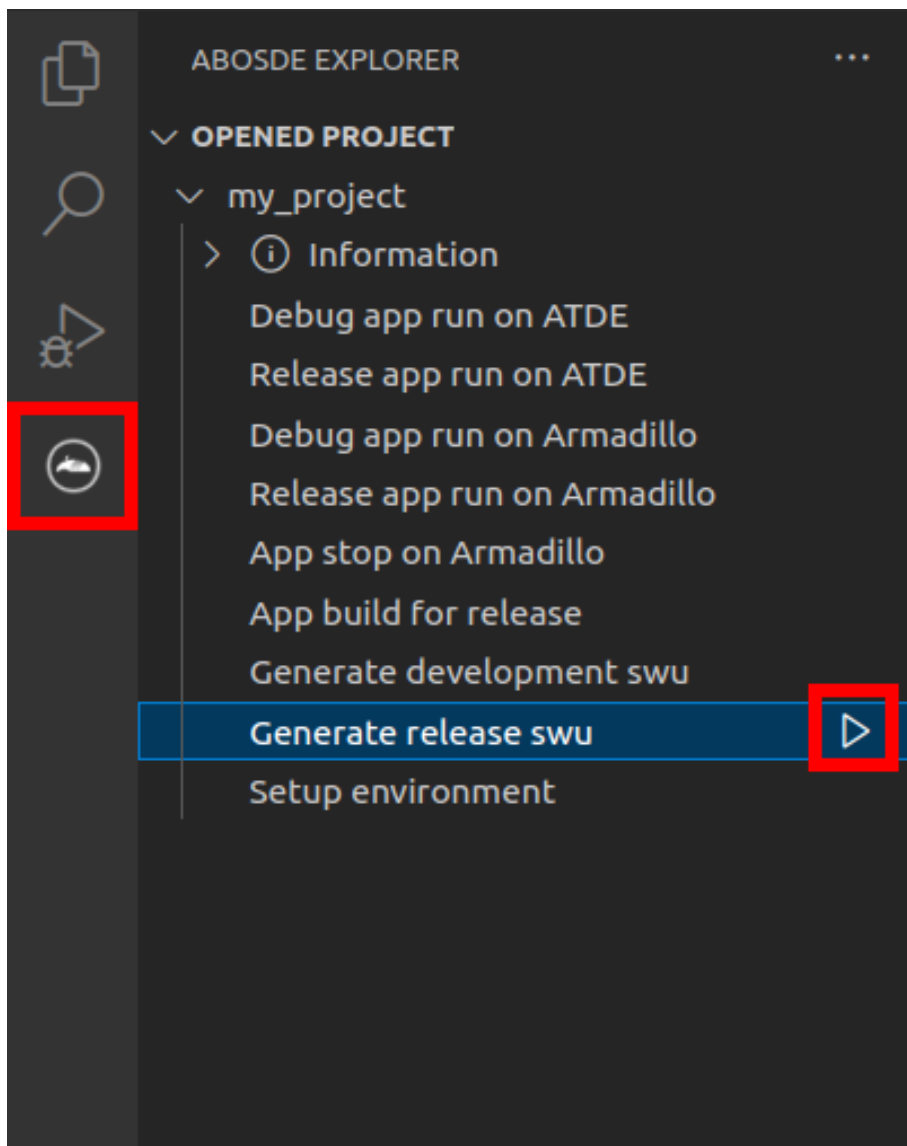 ABOSDE EXPLORER
OPENED PROJECT
my_project
Information
Debug app run on ATDE
Release app run on ATDE
Debug app run on Armadillo
Release app run on Armadillo
App stop on Armadillo
App build for release
Generate development swu
Generate release swu
Setup environment